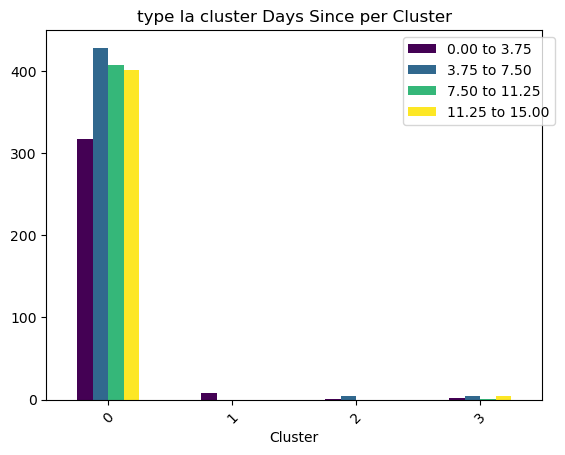 type Ia cluster Days Since per Cluster
0.00 to 3.75
3.75 to 7.50
7.50 to 11.25
11.25 to 15.00
400
300
200
100
0
0
1
2
3
Cluster